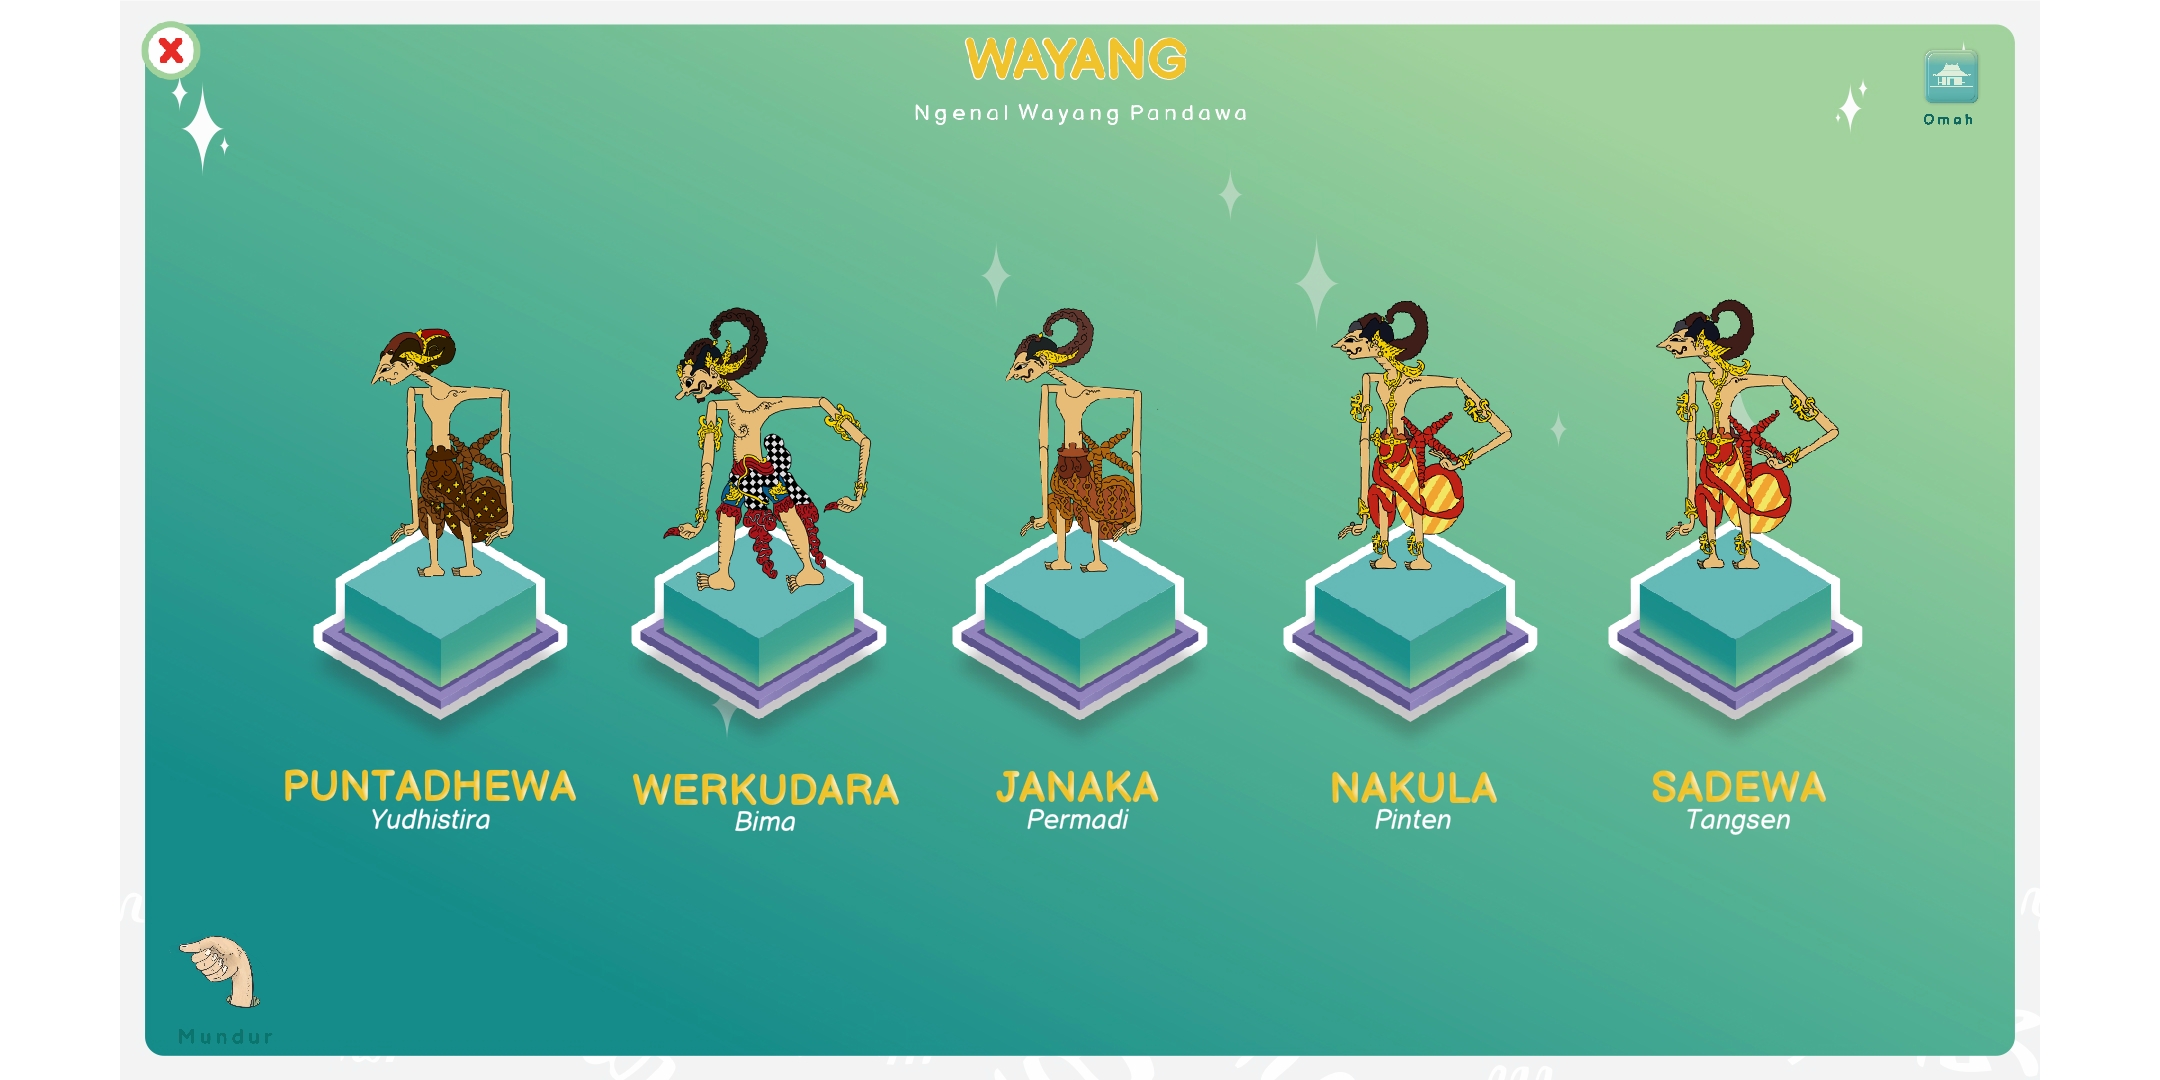 WAYANG
Ngenal Wayang Pandawa
Omah
PUNTADHEWA
Yudhistira
WERKUDARA
Bima
JANAKA
Permadi
NAKULA
Pinten
SADEWA
Tangsen
Mundur